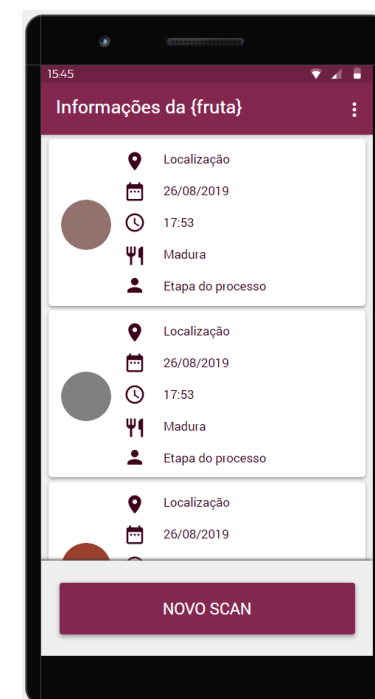 15:45
Informações da {fruta}
Localização
26/08/2019
17:53
Madura
Etapa do processo
Localização
26/08/2019
17:53
Madura
Etapa do processo
Localização
26/08/2019
NOVO SCAN